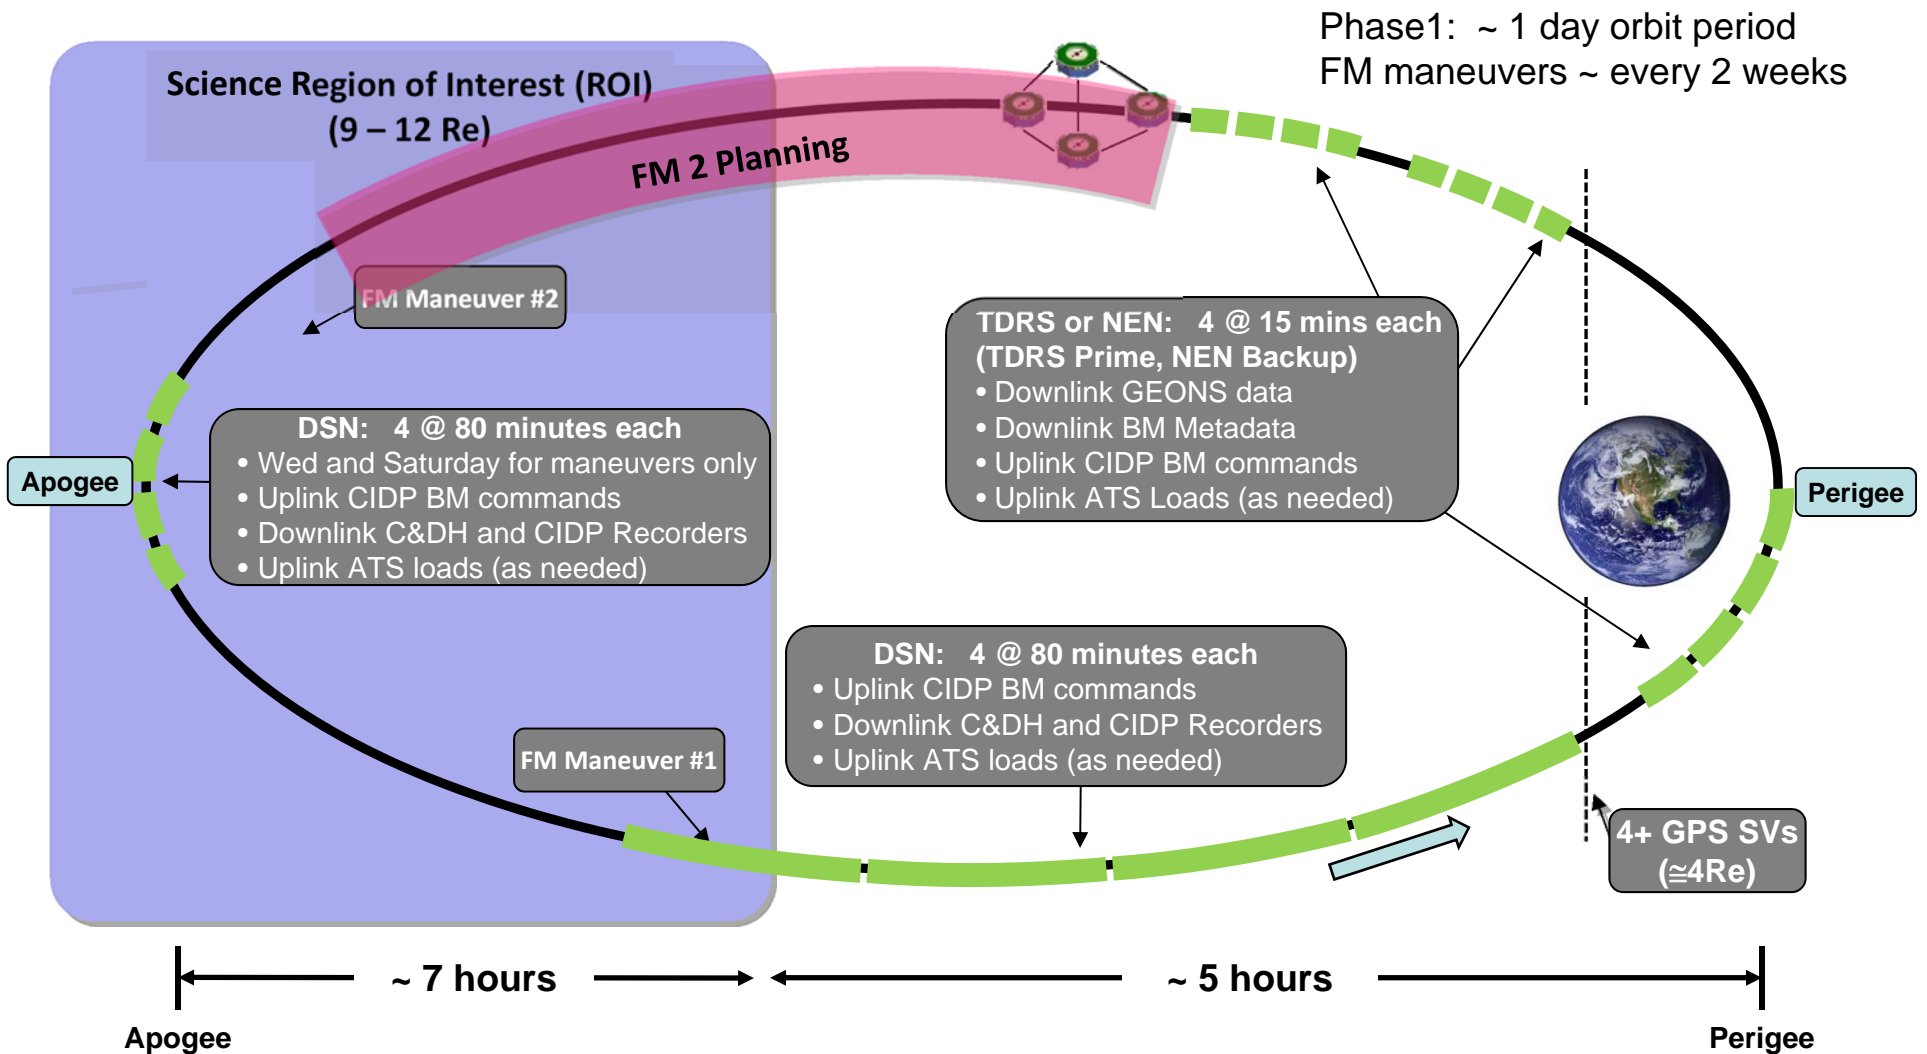 Phase1: ~ 1 day orbit period
FM maneuvers ~ every 2 weeks
Science Region of Interest (ROI)
(9 – 12 Re)
FM 2 Planning
FM Maneuver #2
TDRS or NEN: 4 @ 15 mins each
(TDRS Prime, NEN Backup)
• Downlink GEONS data
• Downlink BM Metadata
• Uplink CIDP BM commands
• Uplink ATS Loads (as needed)
DSN: 4 @ 80 minutes each
• Wed and Saturday for maneuvers only
• Uplink CIDP BM commands
• Downlink C&DH and CIDP Recorders
• Uplink ATS loads (as needed)
Apogee
Perigee
DSN: 4 @ 80 minutes each
• Uplink CIDP BM commands
• Downlink C&DH and CIDP Recorders
• Uplink ATS loads (as needed)
FM Maneuver #1
4+ GPS SVs
(≅4Re)
~ 7 hours
~ 5 hours
Apogee
Perigee